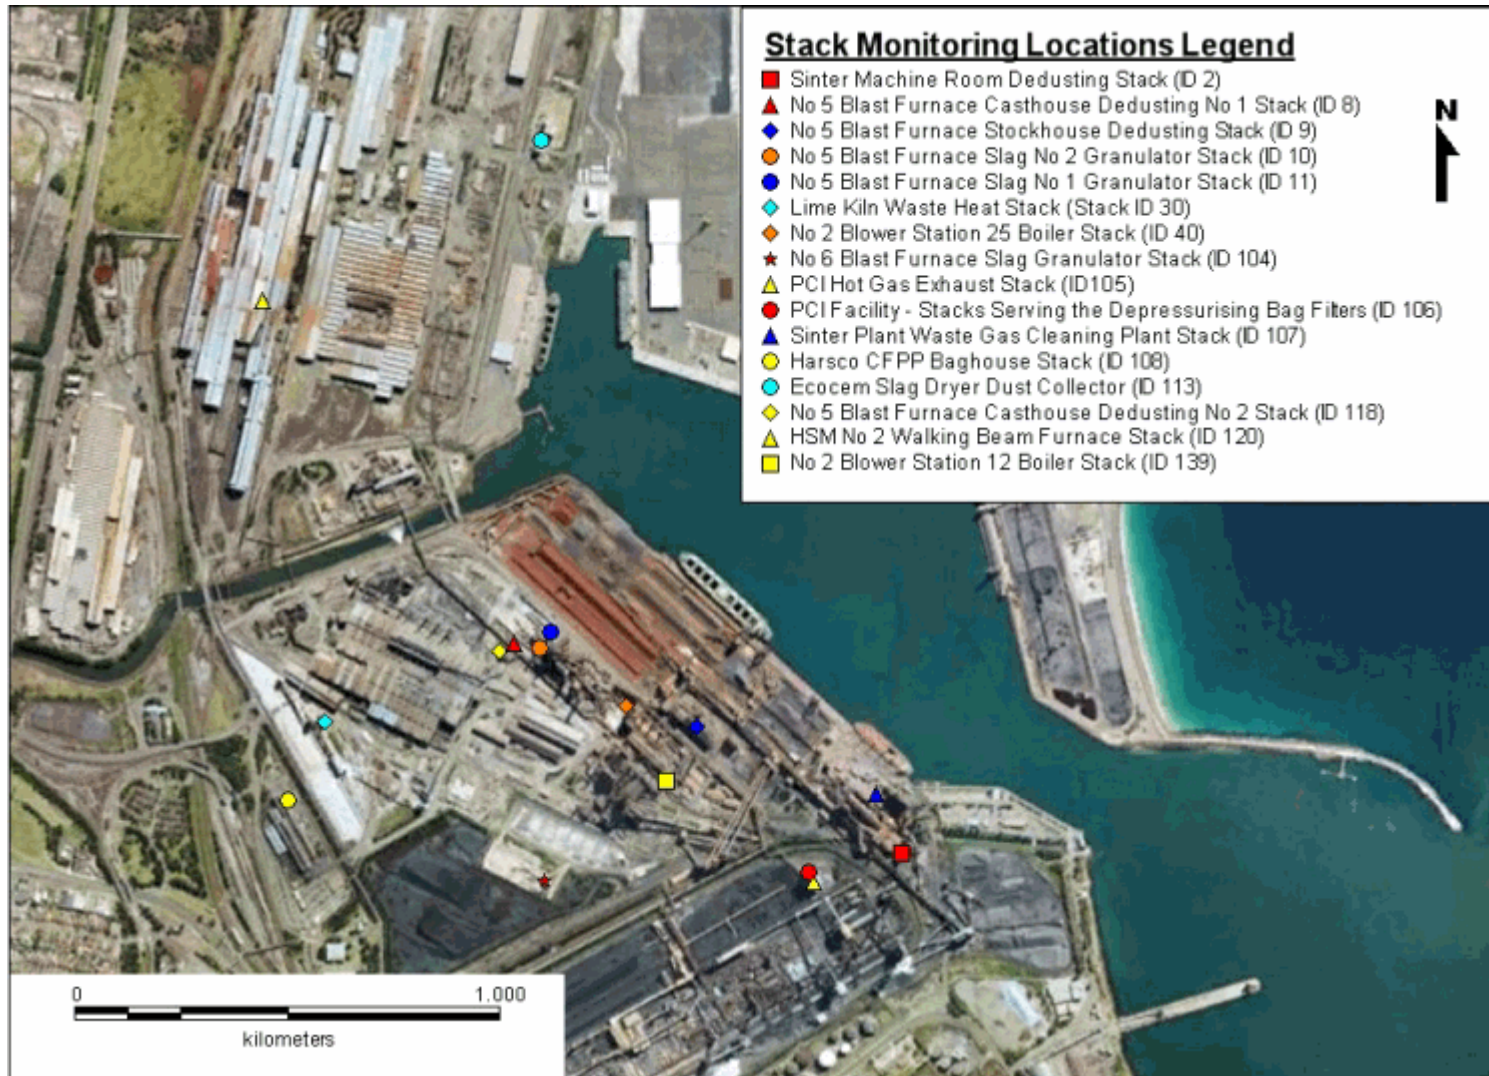 Stack Monitoring Locations Legend
Sinter Machine Room Dedusting Stack (ID 2)
No 5 Blast Furnace Casthouse Dedusting No 1 Stack (ID 8)
No 5 Blast Furnace Stockhouse Dedusting Stack (ID 9)
No 5 Blast Furnace Slag No 2 Granulator Stack (ID 10)
No 5 Blast Furnace Slag No 1 Granulator Stack (ID 11)
Lime Kiln Waste Heat Stack (Stack ID 30)
No 2 Blower Station 25 Boiler Stack (ID 40)
No 6 Blast Furnace Slag Granulator Stack (ID 104)
PCI Hot Gas Exhaust Stack (ID105)
PCI Facility - Stacks Serving the Depressurising Bag Filters (ID 106)
Sinter Plant Waste Gas Cleaning Plant Stack (ID 107)
Harsco CFPP Baghouse Stack (ID 108)
Ecocem Slag Dryer Dust Collector (ID 113)
No 5 Blast Furnace Casthouse Dedusting No 2 Stack (ID 118)
HSM No 2 Walking Beam Furnace Stack (ID 120)
No 2 Blower Station 12 Boiler Stack (ID 139)
N
0 1,000
kilometers